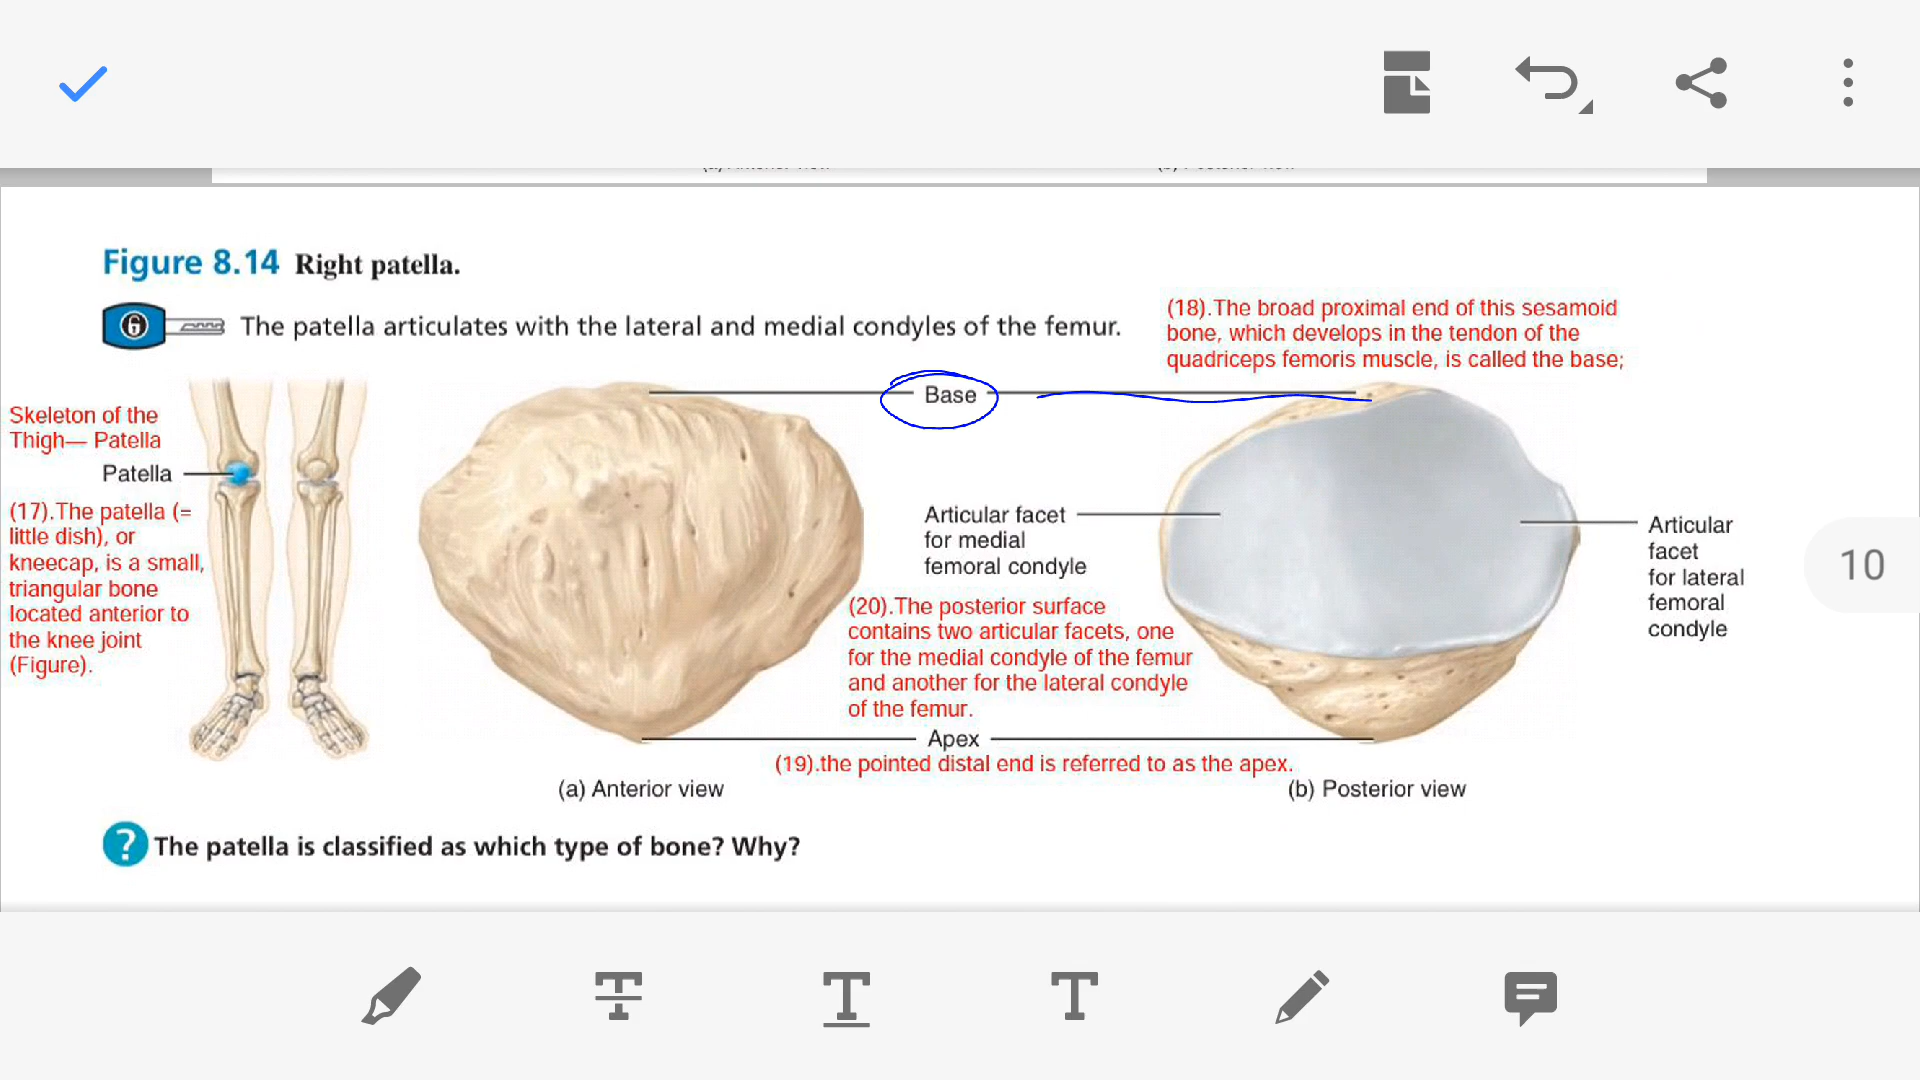 Figure 8.14 Right patella.
The patella articulates with the lateral and medial condyles of the femur.
(18).The broad proximal end of this sesamoid
bone, which develops in the tendon of the
quadriceps femoris muscle, is called the base;
Base
Skeleton of the
Thigh— Patella
Patella
(17).The patella (=
little dish), or
kneecap, is a small,
triangular bone
located anterior to
the knee joint
(Figure).
Articular facet
for medial
femoral condyle
Articular
facet
for lateral
femoral
condyle
10
(20).The posterior surface
contains two articular facets, one
for the medial condyle of the femur
and another for the lateral condyle
of the femur.
Apex
(19).the pointed distal end is referred to as the apex.
(a) Anterior view
(b) Posterior view
? The patella is classified as which type of bone? Why?